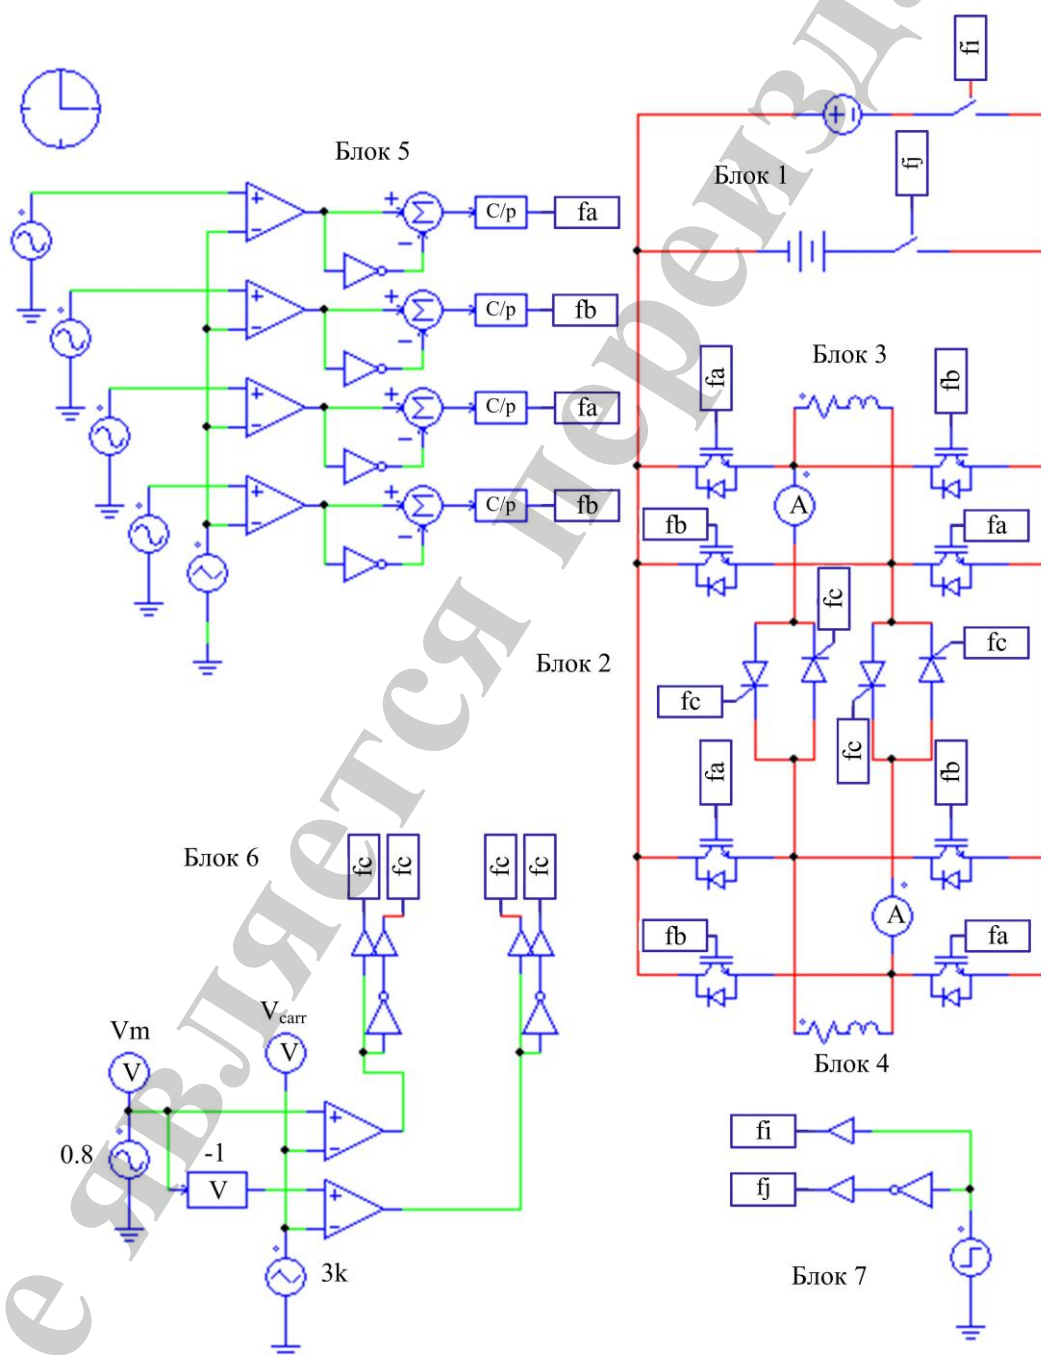 fi
Блок 5
Блок 1
fj
C/p
fa
C/p
fb
C/p
fa
C/p
fb
Блок 3
fa
fb
A
fb
fa
fc
Блок 2
fc
fc
fc
fa
fb
A
fb
fa
Блок 4
Блок 6
fc
fc
fc
fc
Vm
Vcarr
V
V
0.8
-1
V
3k
fi
fj
Блок 7
е является переизд